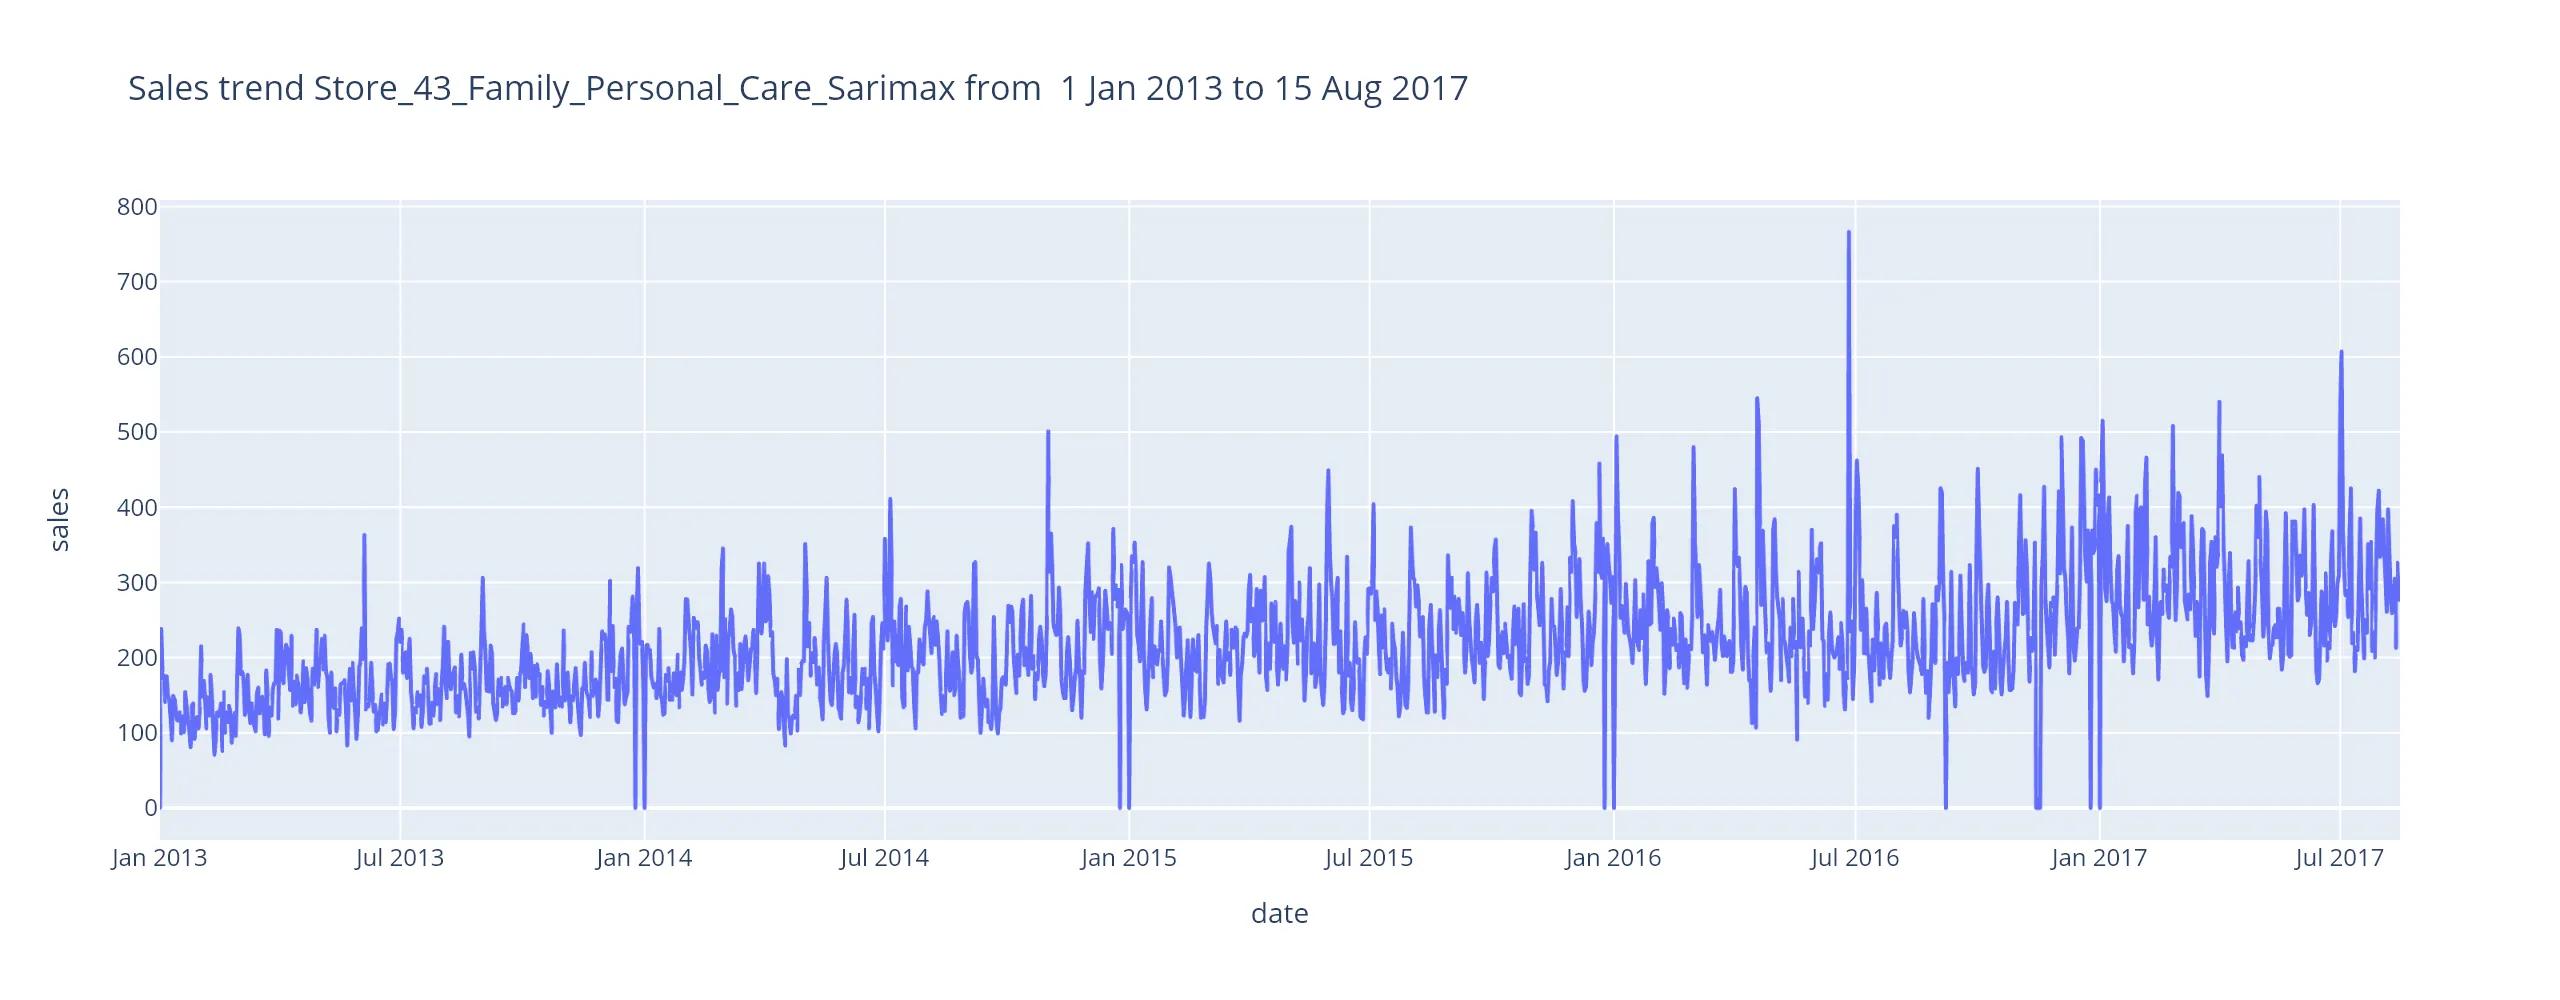 Sales trend Store_43_Family_Personal_Care_Sarimax from  1 Jan 2013 to 15 Aug 2017
800
700
600
500
400
300
200
100
0
sales
Jan 2013 Jul 2013 Jan 2014 Jul 2014 Jan 2015 Jul 2015 Jan 2016 Jul 2016 Jan 2017 Jul 2017
date